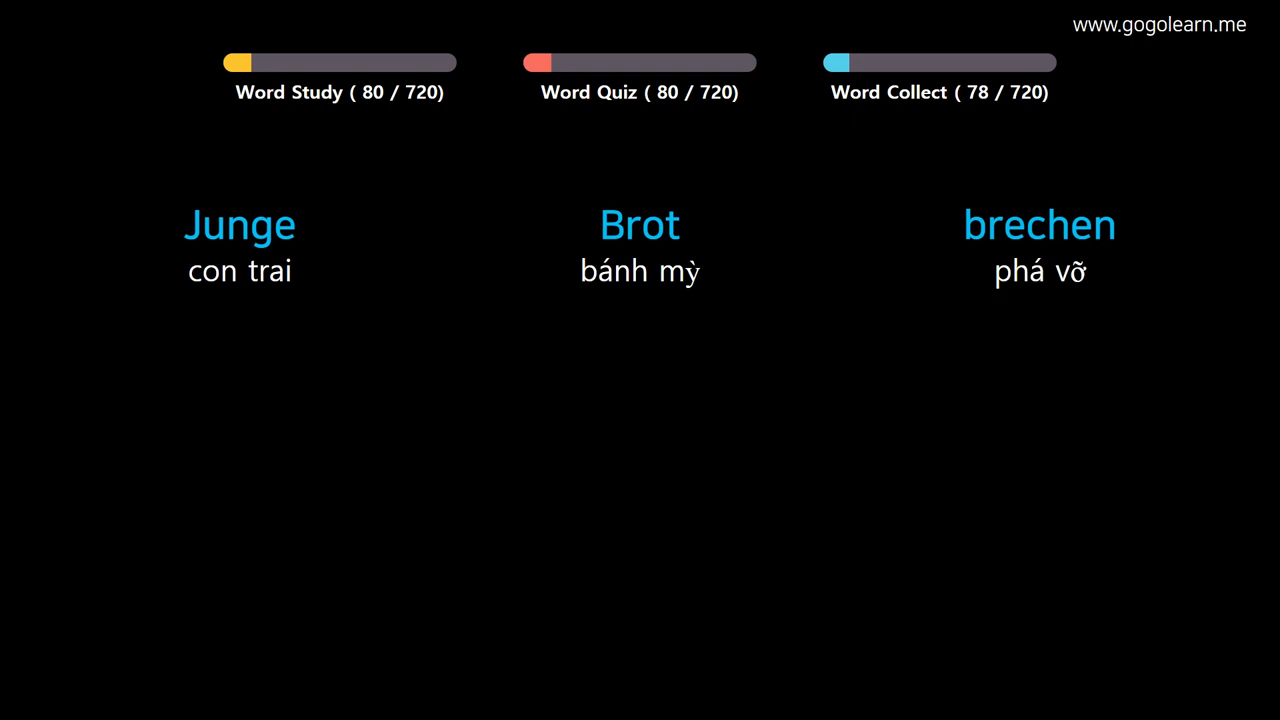 www.gogolearn.me
Word Study ( 80 / 720)
Word Quiz ( 80 / 720)
Word Collect ( 78 / 720)
Junge
con trai
Brot
bánh mỳ
brechen
phá vỡ